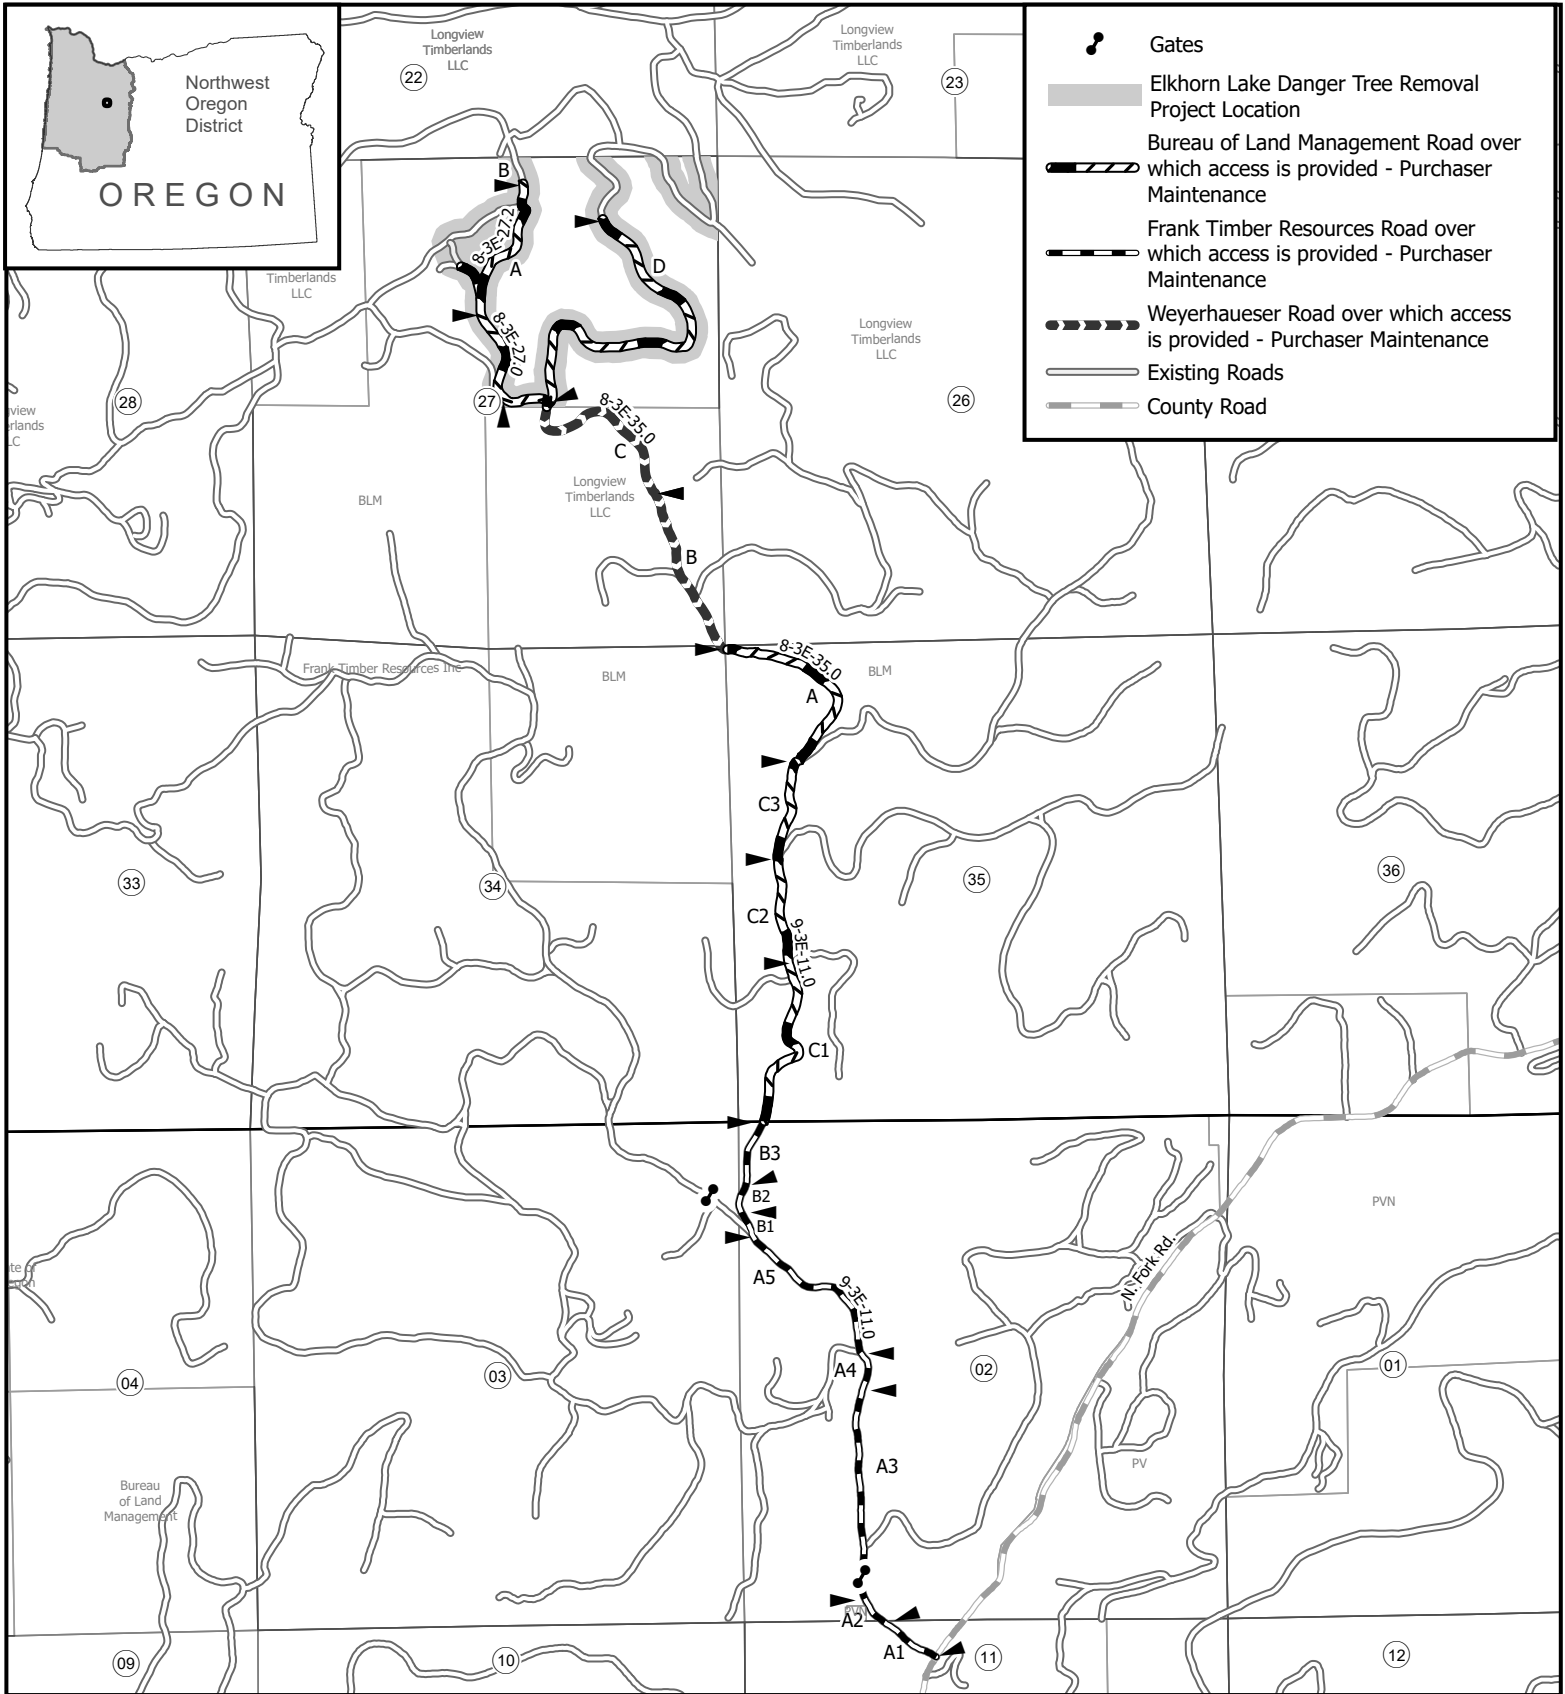 Northwest
Oregon
District
OREGON
Gates
Elkhorn Lake Danger Tree Removal
Project Location
Bureau of Land Management Road over
which access is provided - Purchaser
Maintenance
Frank Timber Resources Road over
which access is provided - Purchaser
Maintenance
Weyerhaueser Road over which access
is provided - Purchaser Maintenance
Existing Roads
County Road
Longview
Timberlands
LLC
22
Longview
Timberlands
LLC
23
B
8-3E-27.2
A
D
Timberlands
LLC
8-3E-27.0
Longview
Timberlands
LLC
28
27
26
8-3E-35.0
C
BLM
Longview
Timberlands
LLC
B
8-3E-35.0
Frank Timber Resources Inc
BLM
BLM
A
C3
33
34
35
36
C2
9-3E-11.0
C1
B3
B2
B1
PVN
N. Fork Rd.
A5
9-3E-11.0
A4
04
03
02
01
A3
PV
Bureau
of Land
Management
A2
A1
09
10
11
12